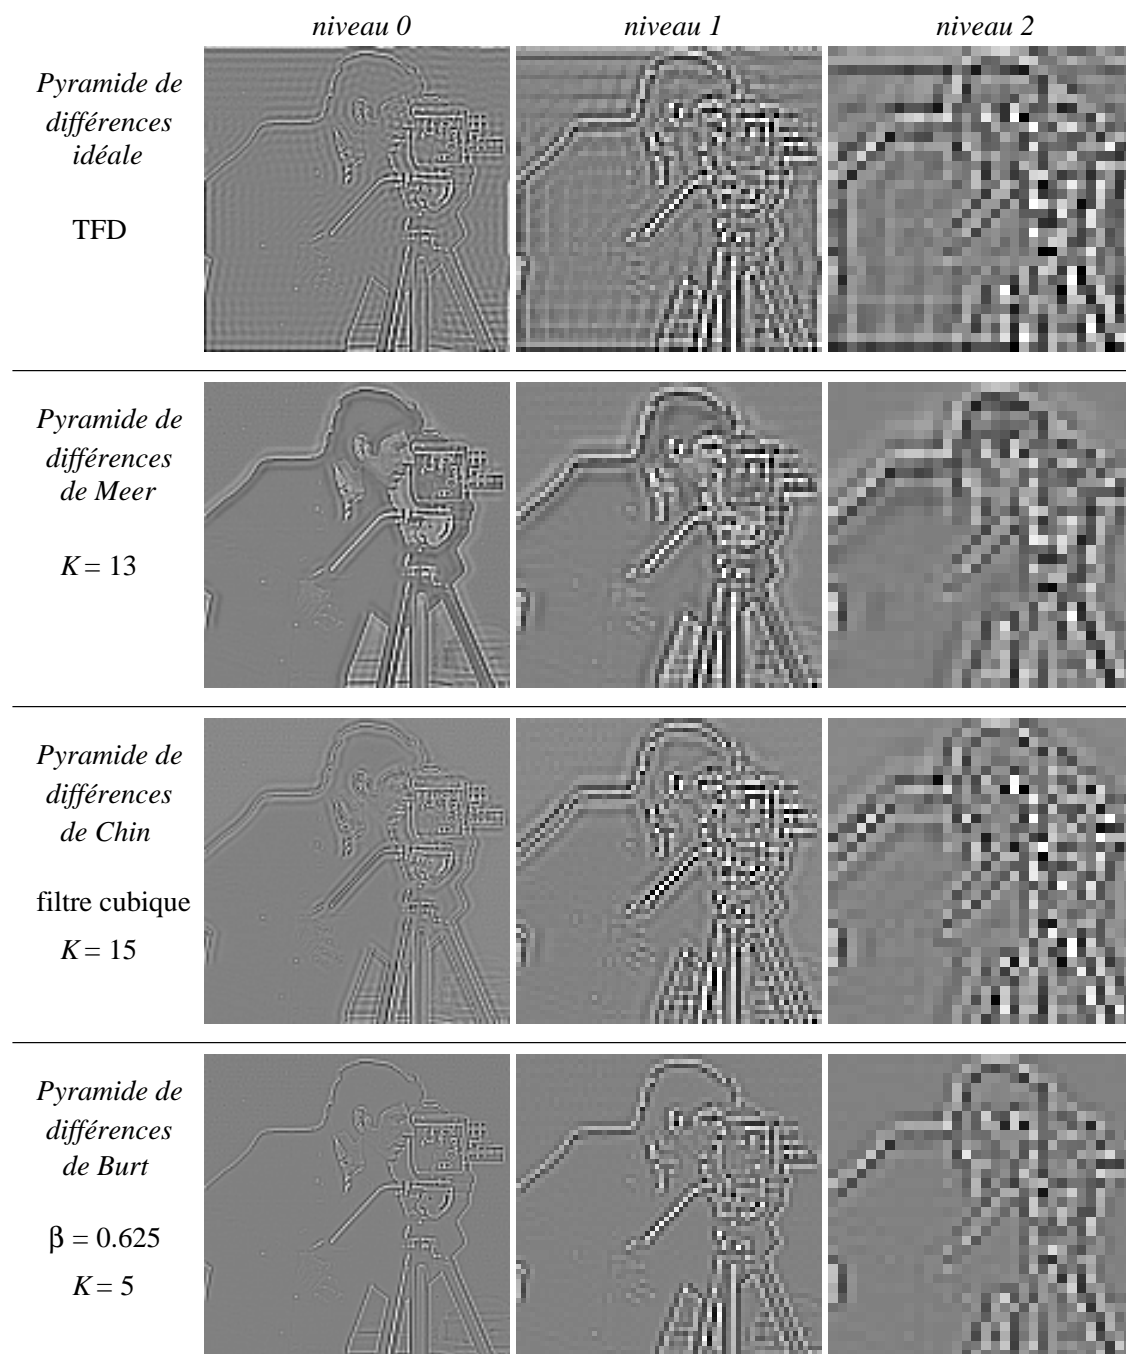 niveau 0 niveau 1 niveau 2
Pyramide de
différences
idéale
TFD
Pyramide de
différences
de Meer
K = 13
Pyramide de
différences
de Chin
filtre cubique
K = 15
Pyramide de
différences
de Burt
β = 0.625
K = 5